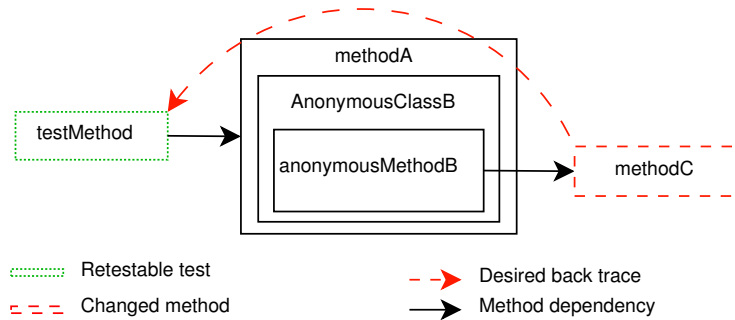 methodA
AnonymousClassB
testMethod
anonymousMethodB
methodC
Retestable test
Desired back trace
Changed method
Method dependency